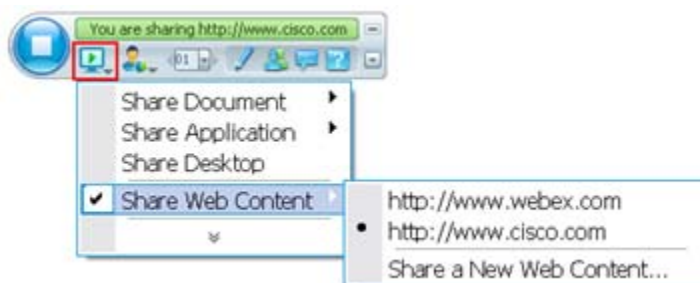 You are sharing http://www.cisco.com
01
?
Share Document
Share Application
Share Desktop
Share Web Content
http://www.webex.com
http://www.cisco.com
Share a New Web Content...